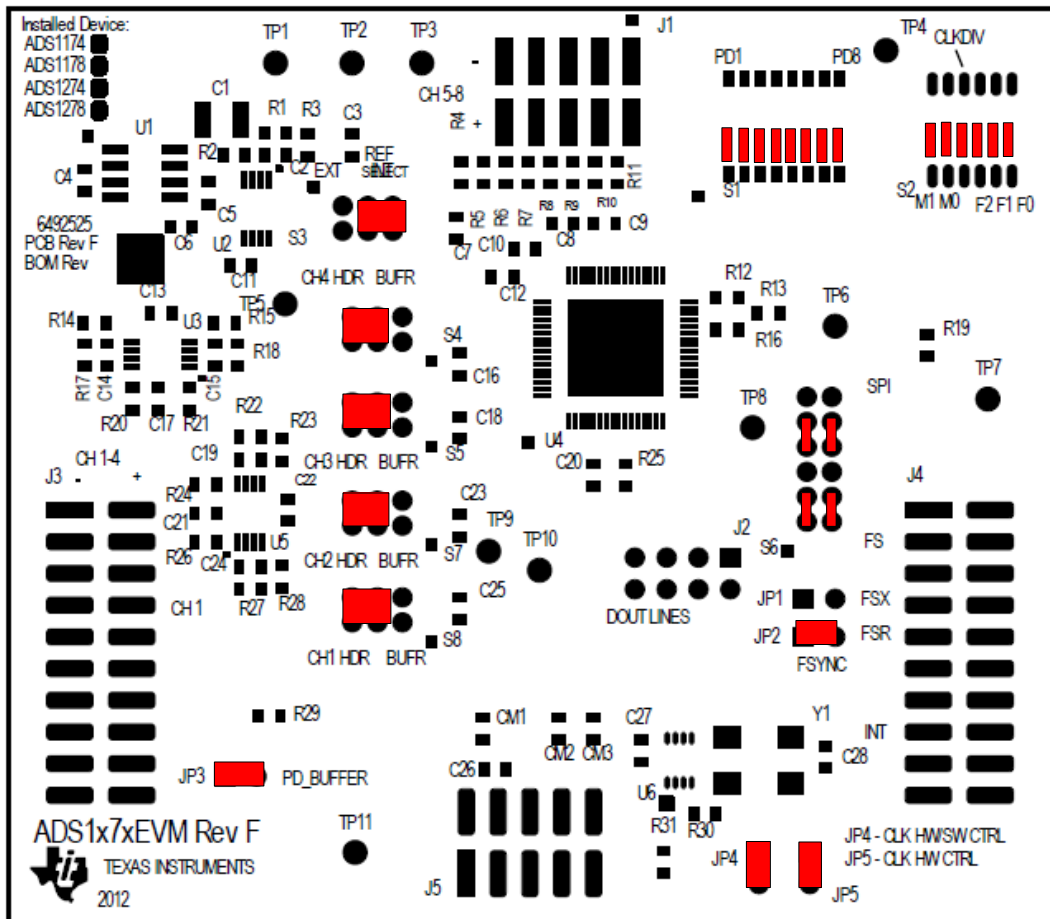 Installed Device:
ADS1174
ADS1178
ADS1274
ADS1278
TP1
TP2
TP3
J1
TP4
CLKDIV
PD1
PD8
CH 5-8
-
+
R4
C1
U1
R1
R3
C3
R2
C2
REF
SELECT
EXT
INT
C4
C5
S1
S2
M1 M0
F2 F1 F0
R11
R5
R6
R7
R8
R9
R10
C7
C10
C8
C9
6492525
PCB Rev F
BOM Rev
C6
U2
S3
C11
C12
CH4 HDR BUFR
TP5
C13
R14
U3
R15
R18
R17
C14
C15
R20
C17
R21
S4
C16
R12
R13
R16
TP6
R19
TP7
SPI
TP8
R22
R23
C18
S5
U4
C20
R25
CH3 HDR BUFR
C19
C22
J3
CH 1-4
-
+
R24
C21
R26
C24
U5
R27
R28
C23
S7
TP9
TP10
J2
S6
J4
FS
CH2 HDR BUFR
CH 1
C25
S8
DOUT LINES
JP1
FSX
JP2
FSR
FSYNC
CH1 HDR BUFR
R29
CM1
CM2
CM3
C27
Y1
INT
C28
JP3
PD_BUFFER
C26
U6
R31
R30
ADS1x7xEVM Rev F
TEXAS INSTRUMENTS
2012
TP11
J5
JP4
JP5
JP4 - CLK HW/SW CTRL
JP5 - CLK HW CTRL